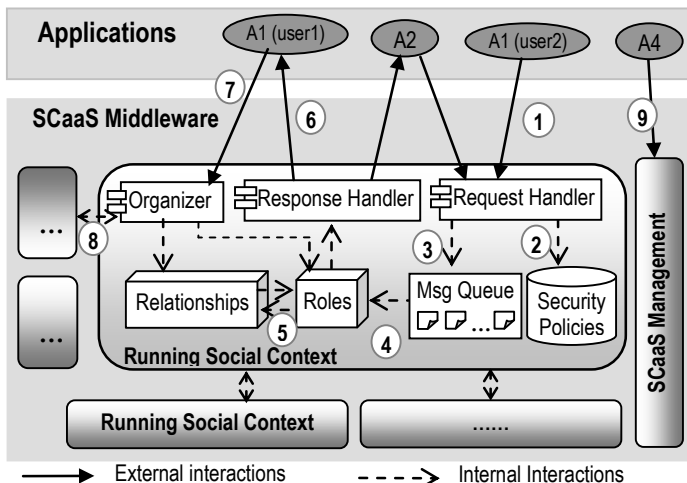 Applications
A1 (user1)
A2
A1 (user2)
A4
7
6
1
9
SCaaS Middleware
Organizer
Response Handler
Request Handler
...
8
3
2
Relationships
Roles
Msg Queue
...
Security
Policies
SCaaS Management
...
5
4
Running Social Context
Running Social Context
......
External interactions
Internal Interactions